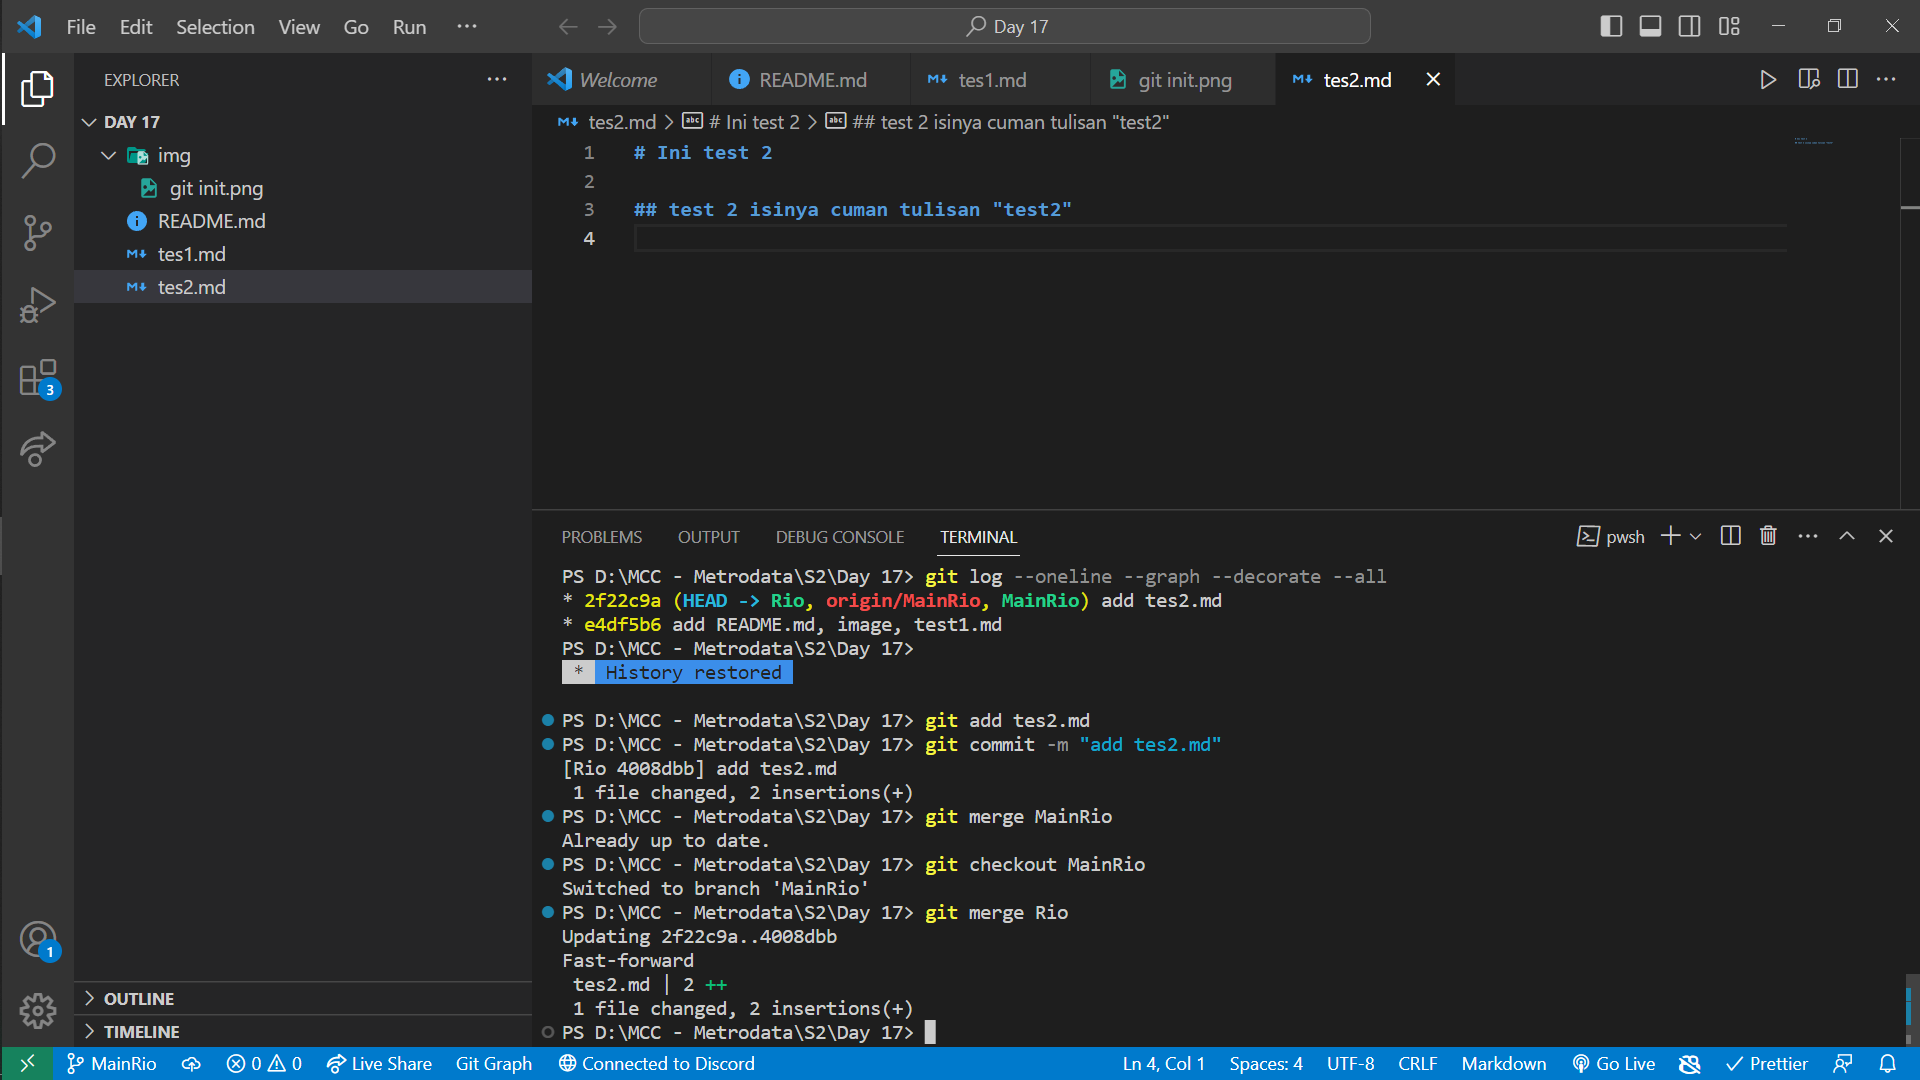 File Edit Selection View Go Run ··· Day 17
EXPLORER
DAY 17
img
git init.png
README.md
tes1.md
tes2.md
3
1
OUTLINE
TIMELINE
Welcome README.md tes1.md git init.png tes2.md
tes2.md > # Ini test 2 > ## test 2 isinya cuman tulisan "test2"
1 # Ini test 2
2
3 ## test 2 isinya cuman tulisan "test2"
4
PROBLEMS OUTPUT DEBUG CONSOLE TERMINAL pwsh
PS D:\MCC - Metrodata\S2\Day 17> git log --oneline --graph --decorate --all
* 2f22c9a (HEAD -> Rio, origin/MainRio, MainRio) add tes2.md
* e4df5b6 add README.md, image, test1.md
PS D:\MCC - Metrodata\S2\Day 17>
* History restored
PS D:\MCC - Metrodata\S2\Day 17> git add tes2.md
PS D:\MCC - Metrodata\S2\Day 17> git commit -m "add tes2.md"
[Rio 4008dbb] add tes2.md
1 file changed, 2 insertions(+)
PS D:\MCC - Metrodata\S2\Day 17> git merge MainRio
Already up to date.
PS D:\MCC - Metrodata\S2\Day 17> git checkout MainRio
Switched to branch 'MainRio'
PS D:\MCC - Metrodata\S2\Day 17> git merge Rio
Updating 2f22c9a..4008dbb
Fast-forward
tes2.md | 2 ++
1 file changed, 2 insertions(+)
PS D:\MCC - Metrodata\S2\Day 17>
MainRio 0 0 Live Share Git Graph Connected to Discord Ln 4, Col 1 Spaces: 4 UTF-8 CRLF Markdown Go Live Prettier